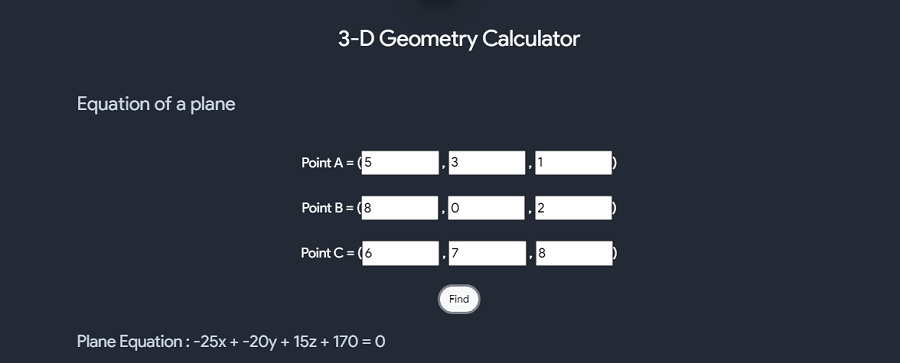 3-D Geometry Calculator
Equation of a plane
Point A = (5 , 3 , 1)
Point B = (8 , 0 , 2)
Point C = (6 , 7 , 8)
Find
Plane Equation : -25x + -20y + 15z + 170 = 0